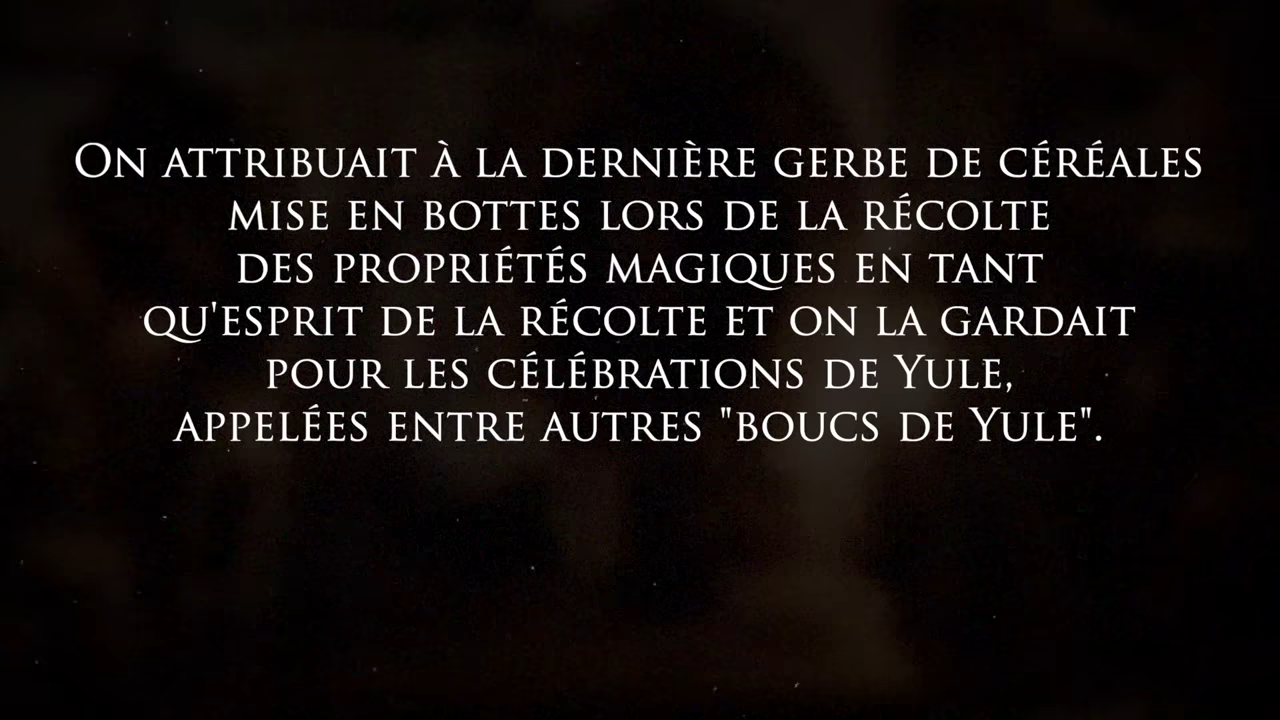 On attribuait à la dernière gerbe de céréales
mise en bottes lors de la récolte
des propriétés magiques en tant
qu'esprit de la récolte et on la gardait
pour les célébrations de Yule,
appelées entre autres "boucs de Yule".